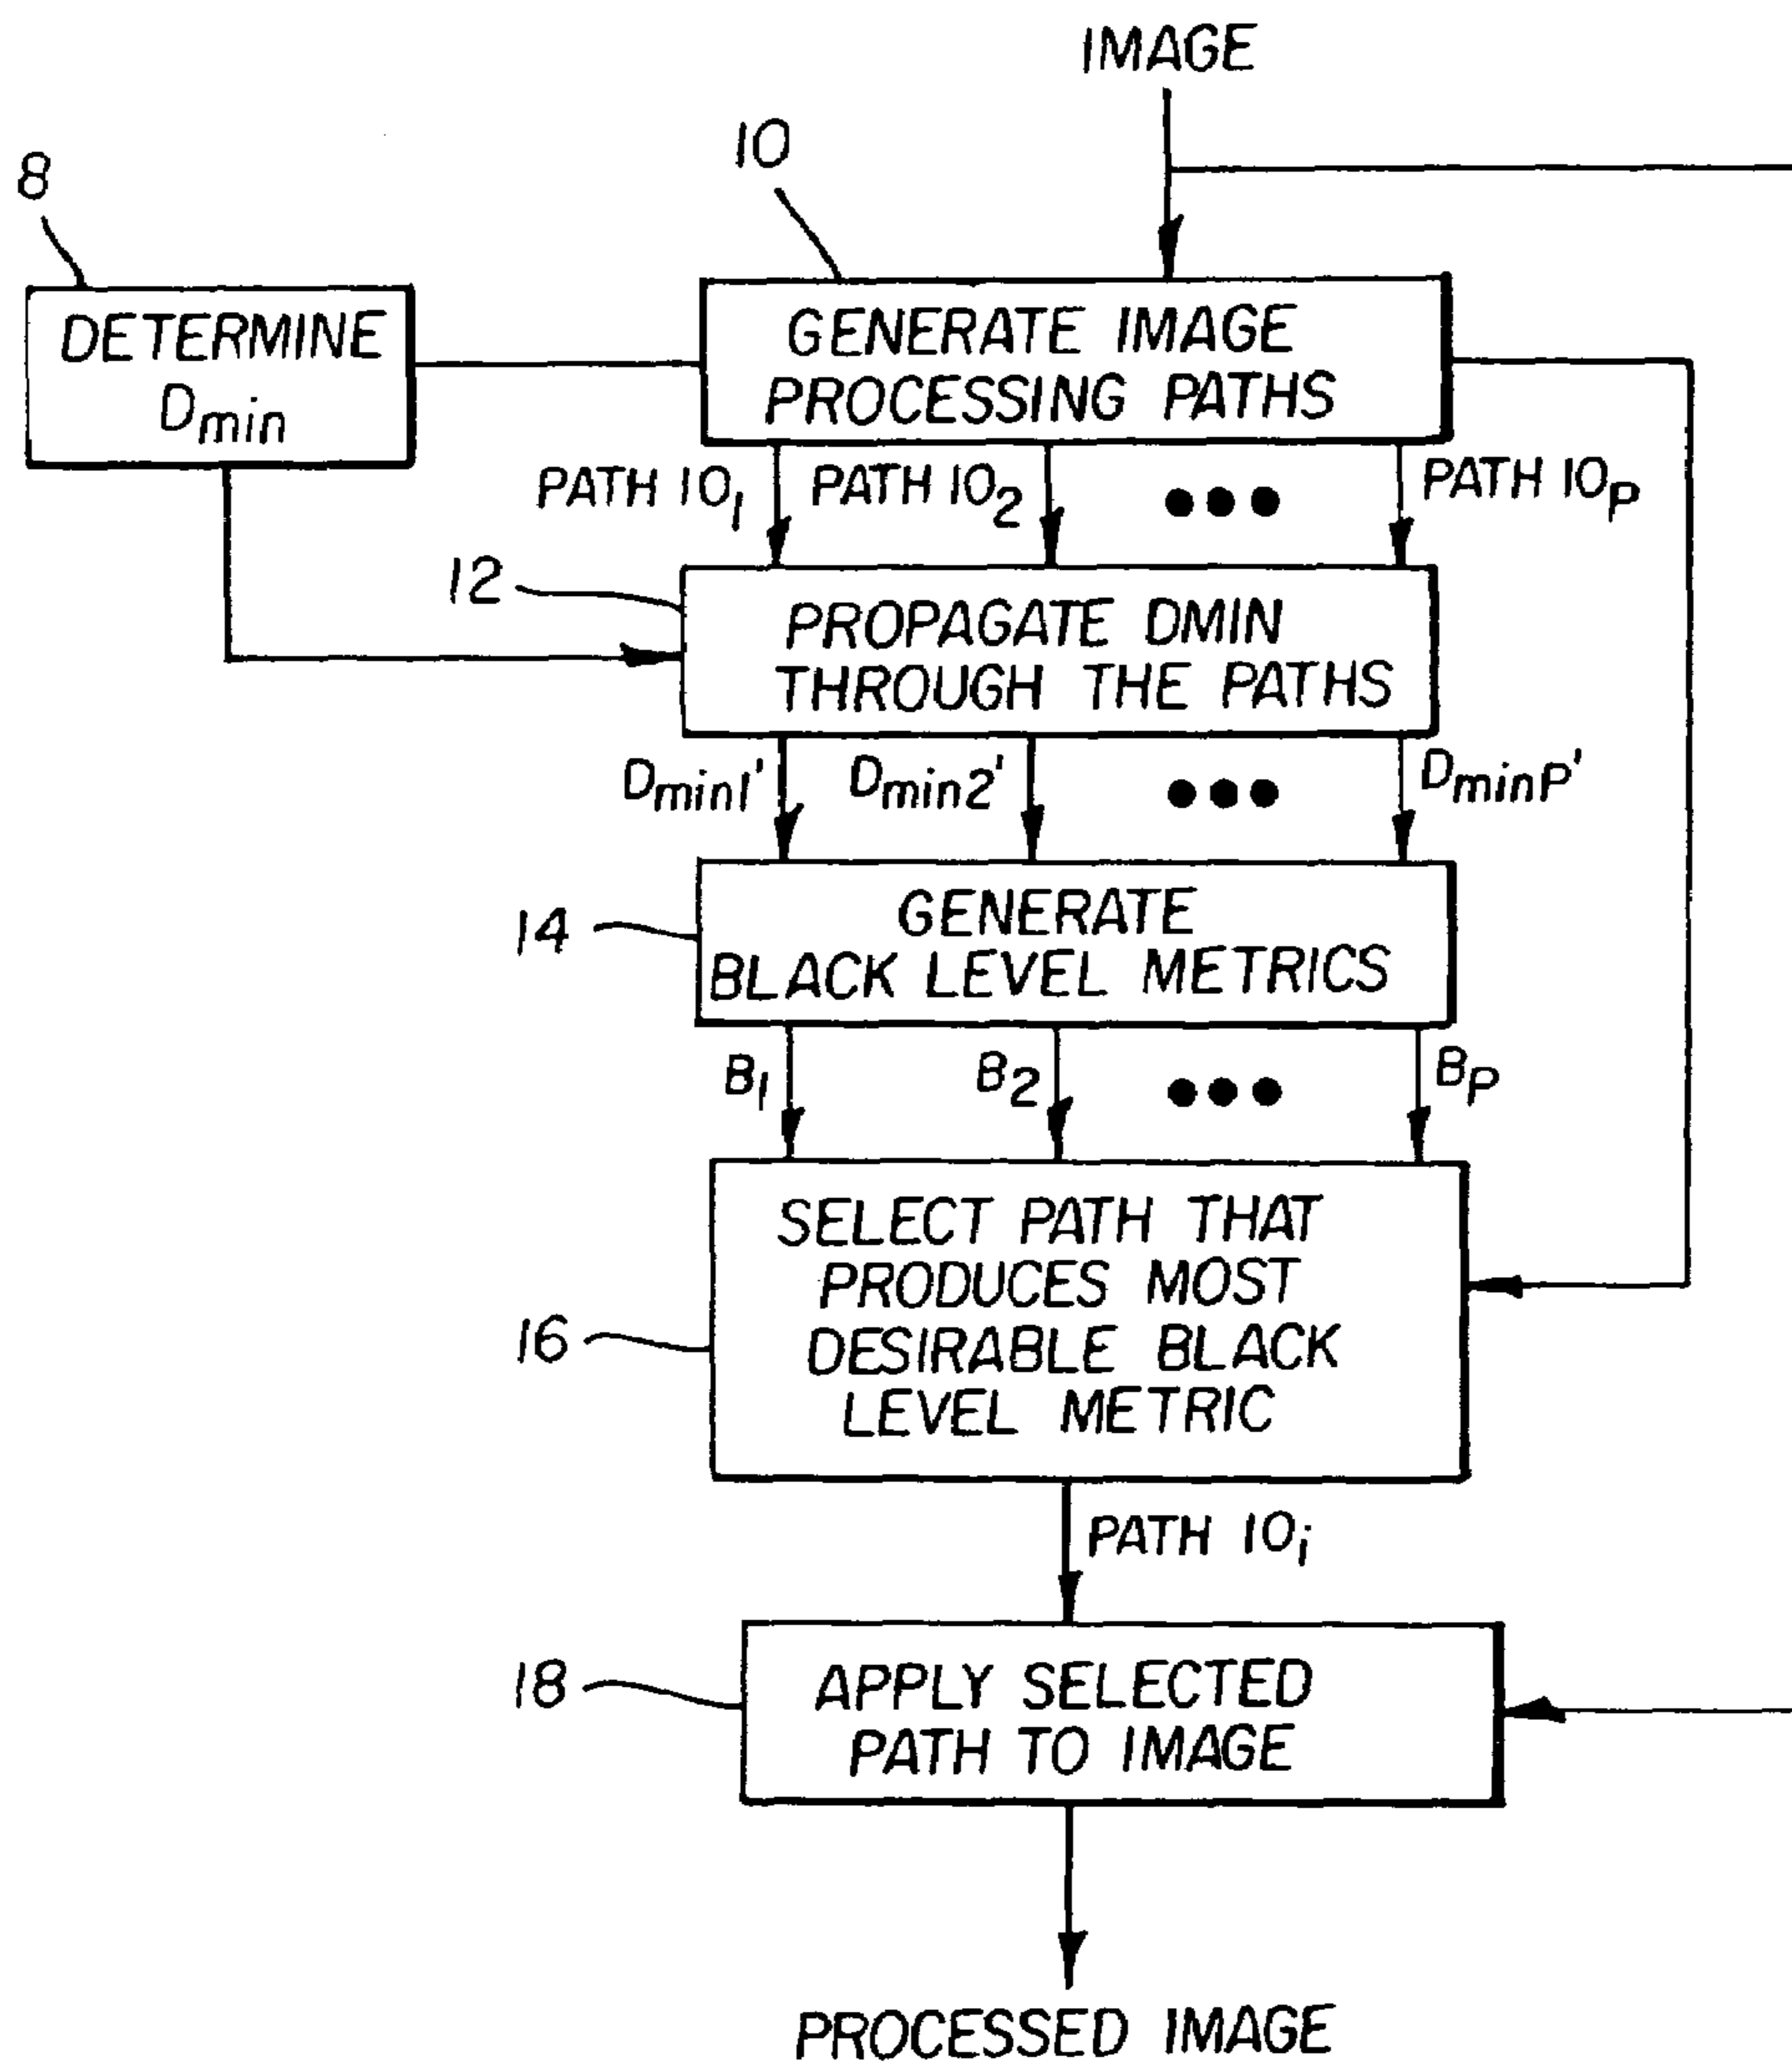 IMAGE
10
8
DETERMINE
Dmin
GENERATE IMAGE
PROCESSING PATHS
PATH 10₁
PATH 10₂
PATH 10P
12
PROPAGATE DMIN
THROUGH THE PATHS
Dmin1'
Dmin2'
DminP'
14
GENERATE
BLACK LEVEL METRICS
B₁
B₂
BP
16
SELECT PATH THAT
PRODUCES MOST
DESIRABLE BLACK
LEVEL METRIC
PATH 10i
18
APPLY SELECTED
PATH TO IMAGE
PROCESSED IMAGE